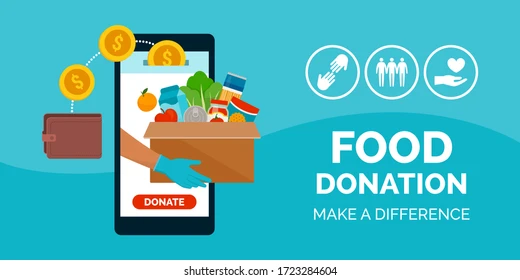 $
$
$
DONATE
FOOD
DONATION
MAKE A DIFFERENCE
shutterstock.com · 1723284604